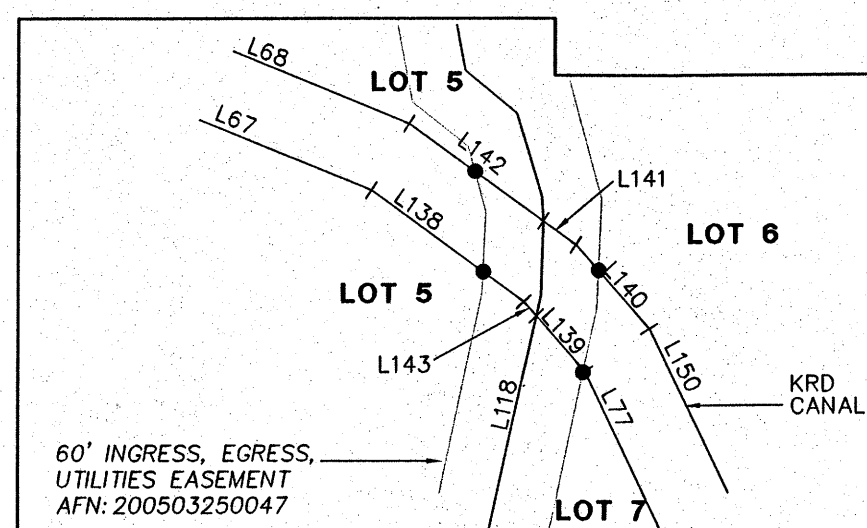 L68
LOT 5
L67
L142
L141
L138
LOT 6
LOT 5
L140
L139
L143
L150
L118
L77
KRD
CANAL
60' INGRESS, EGRESS,
UTILITIES EASEMENT
AFN: 200503250047
LOT 7